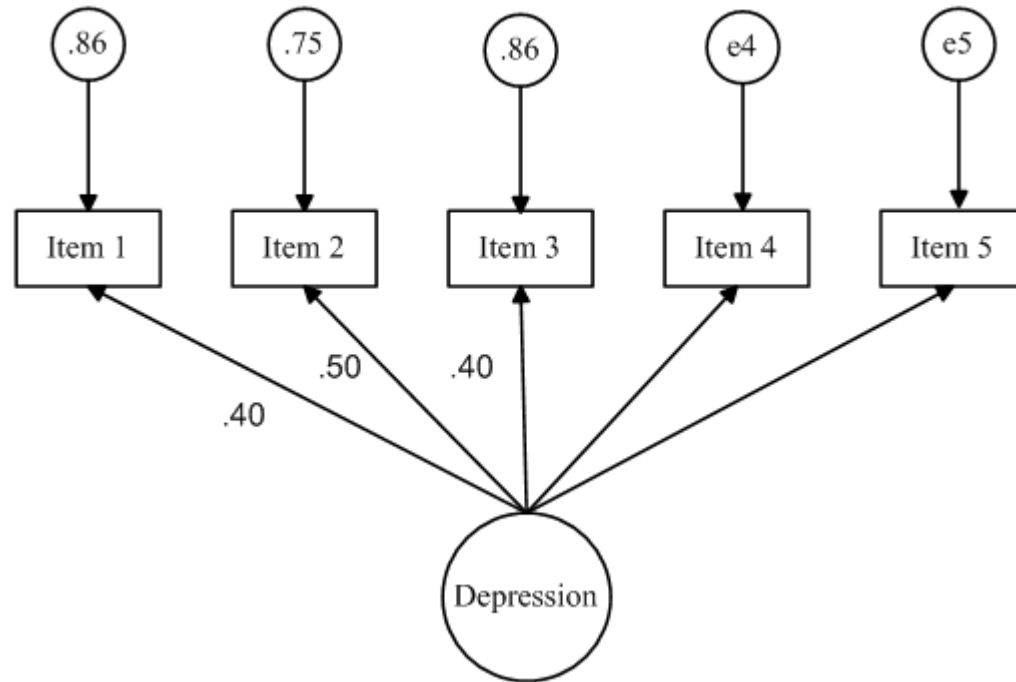 .86
.75
.86
e4
e5
Item 1
Item 2
Item 3
Item 4
Item 5
.40
.50
.40
Depression